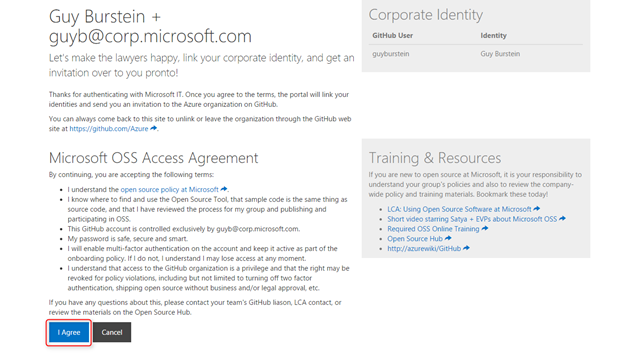 Guy Burstein +
guyb@corp.microsoft.com
Let's make the lawyers happy, link your corporate identity, and get an
invitation over to you pronto!
Thanks for authenticating with Microsoft IT. Once you agree to the terms, the portal will link your
identities and send you an invitation to the Azure organization on GitHub.
You can always come back to this site to unlink or leave the organization through the GitHub web
site at https://github.com/Azure.
Corporate Identity
GitHub User Identity
guyburstein Guy Burstein
Microsoft OSS Access Agreement
By continuing, you are accepting the following terms:
• I understand the open source policy at Microsoft.
• I know where to find and use the Open Source Tool, that sample code is the same thing as
source code, and that I have reviewed the process for my group and publishing and
participating in OSS.
• This GitHub account is controlled exclusively by guyb@corp.microsoft.com.
• My password is safe, secure and smart.
• I will enable multi-factor authentication on the account and keep it active as part of the
onboarding policy. If I do not, I understand I may lose access at any moment.
• I understand that access to the GitHub organization is a privilege and that the right may be
revoked for policy violations, including but not limited to turning off two factor
authentication, shipping open source without business and/or legal approval, etc.
If you have any questions about this, please contact your team's GitHub liason, LCA contact, or
review the materials on the Open Source Hub.
I Agree Cancel
Training & Resources
If you are new to open source at Microsoft, it is your responsibility to
understand your group's policies and also to review the company-
wide policy and training materials. Bookmark these today!
• LCA: Using Open Source Software at Microsoft
• Short video starring Satya + EVPs about Microsoft OSS
• Required OSS Online Training
• Open Source Hub
• http://azurewiki/GitHub